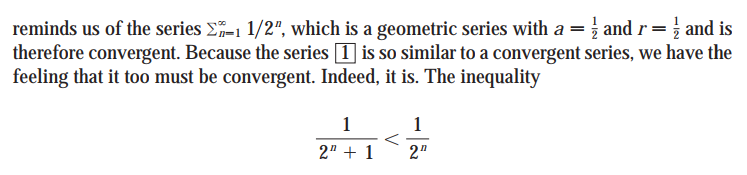 reminds us of the series Σ∞n=1 1/2ⁿ, which is a geometric series with a = 1/2 and r = 1/2 and is
therefore convergent. Because the series 1 is so similar to a convergent series, we have the
feeling that it too must be convergent. Indeed, it is. The inequality
1/(2ⁿ + 1) < 1/2ⁿ